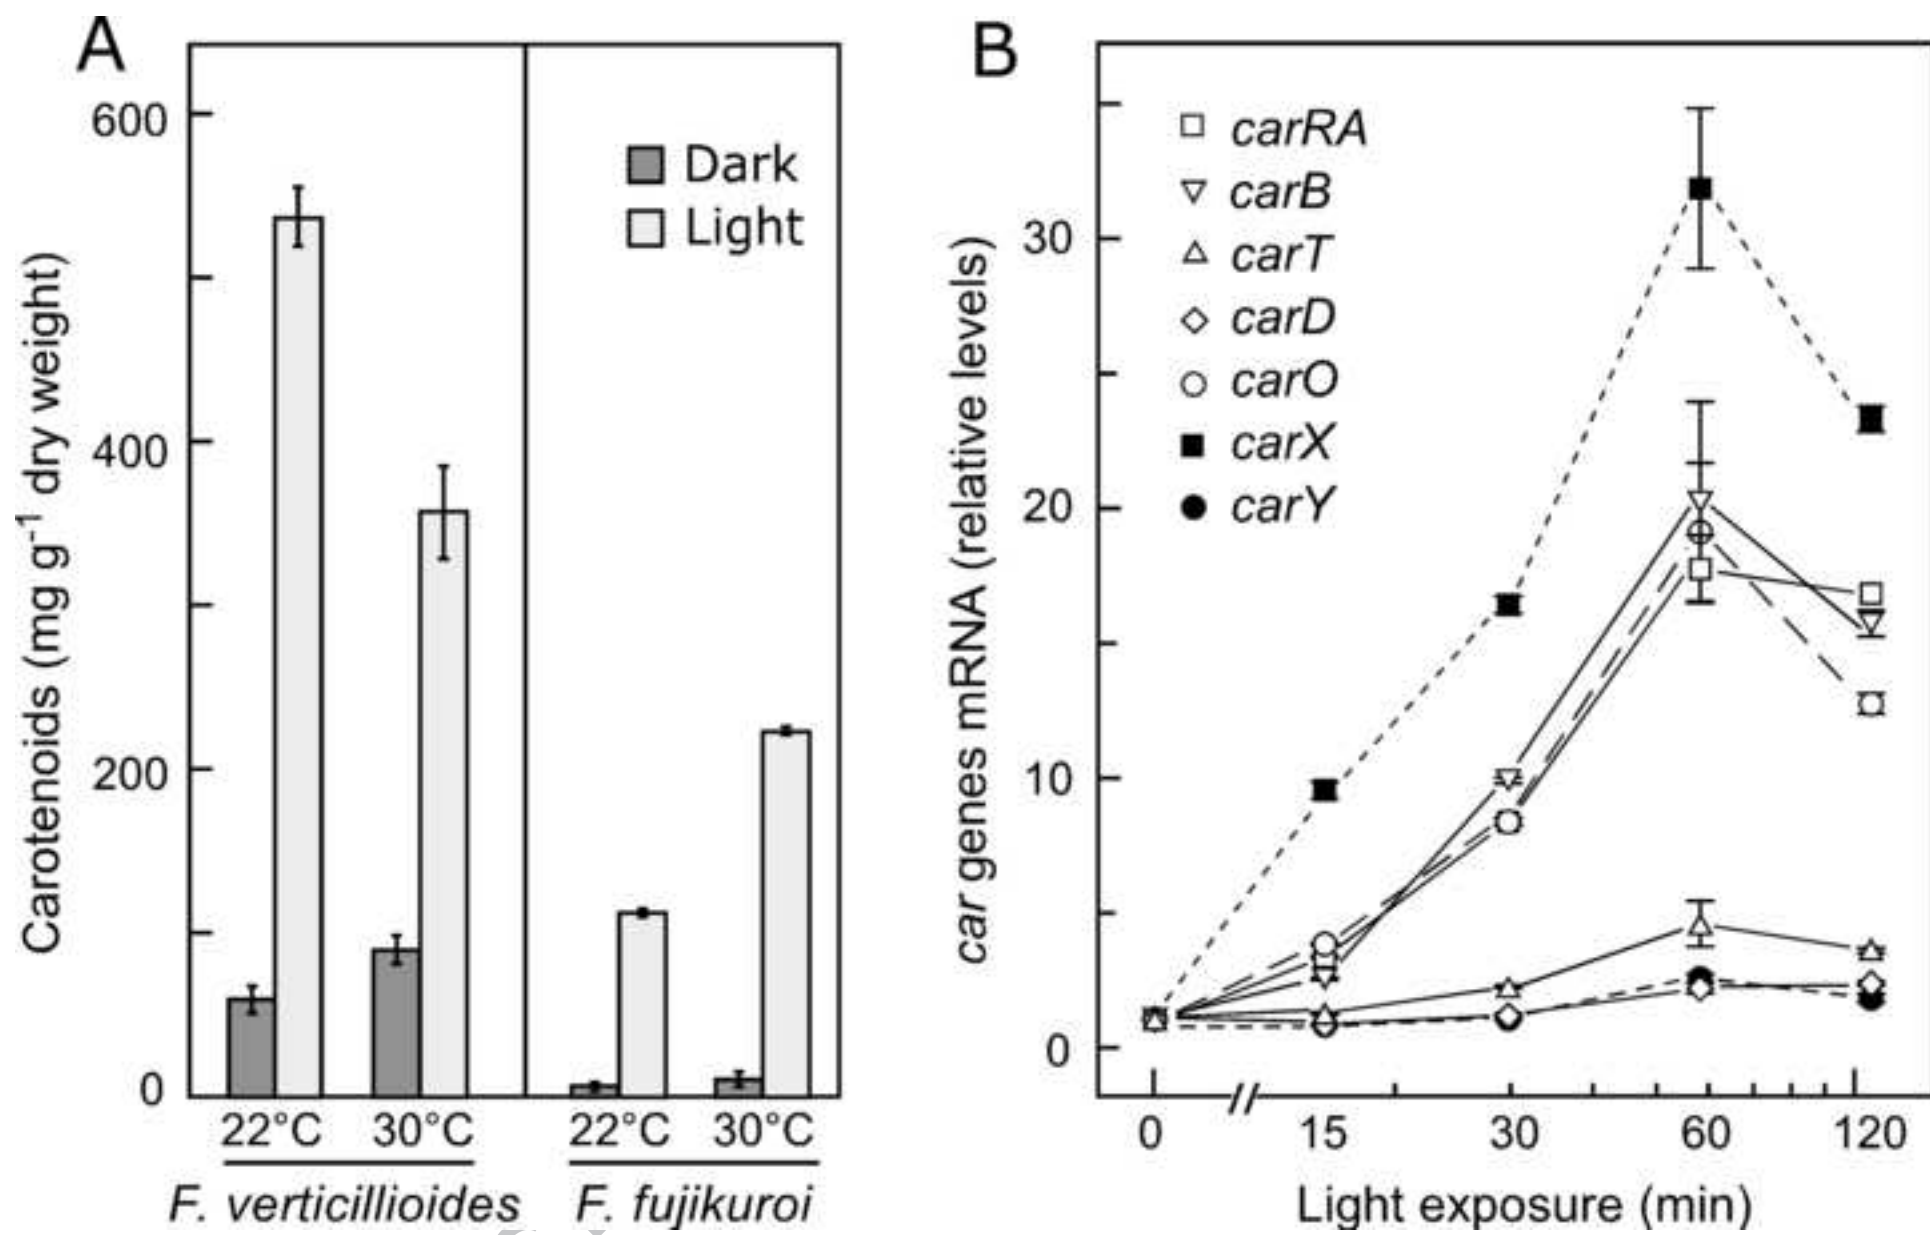 A
Carotenoids (mg g⁻¹ dry weight)
600
400
200
0
Dark
Light
22°C 30°C 22°C 30°C
F. verticillioides F. fujikuroi
B
car genes mRNA (relative levels)
30
20
10
0
carRA
carB
carT
carD
carO
carX
carY
0 15 30 60 120
Light exposure (min)